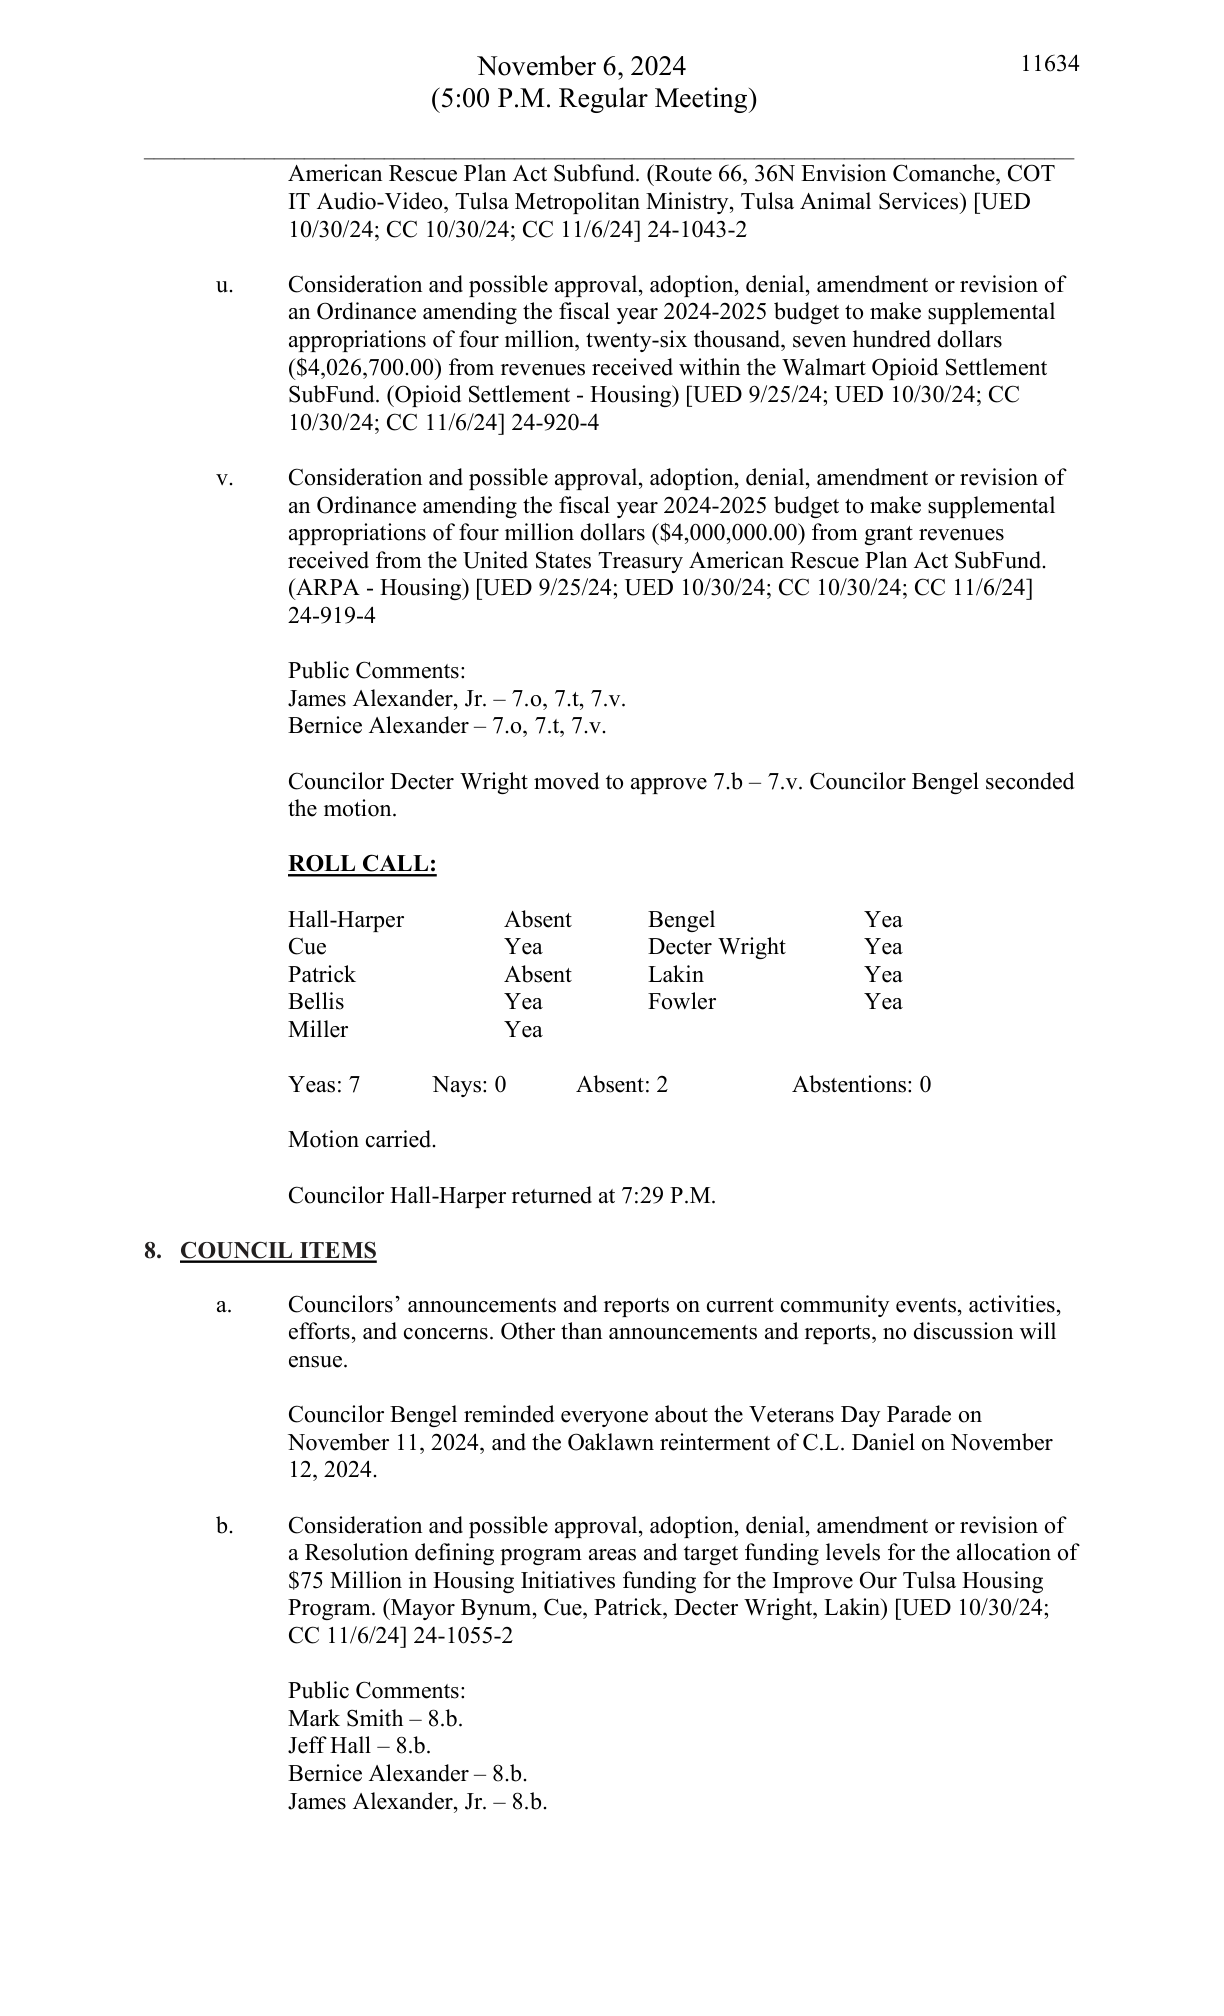 November 6, 2024
11634
(5:00 P.M. Regular Meeting)
American Rescue Plan Act Subfund. (Route 66, 36N Envision Comanche, COT
IT Audio-Video, Tulsa Metropolitan Ministry, Tulsa Animal Services) [UED
10/30/24; CC 10/30/24; CC 11/6/24] 24-1043-2
u. Consideration and possible approval, adoption, denial, amendment or revision of
an Ordinance amending the fiscal year 2024-2025 budget to make supplemental
appropriations of four million, twenty-six thousand, seven hundred dollars
($4,026,700.00) from revenues received within the Walmart Opioid Settlement
SubFund. (Opioid Settlement - Housing) [UED 9/25/24; UED 10/30/24; CC
10/30/24; CC 11/6/24] 24-920-4
v. Consideration and possible approval, adoption, denial, amendment or revision of
an Ordinance amending the fiscal year 2024-2025 budget to make supplemental
appropriations of four million dollars ($4,000,000.00) from grant revenues
received from the United States Treasury American Rescue Plan Act SubFund.
(ARPA - Housing) [UED 9/25/24; UED 10/30/24; CC 10/30/24; CC 11/6/24]
24-919-4
Public Comments:
James Alexander, Jr. – 7.o, 7.t, 7.v.
Bernice Alexander – 7.o, 7.t, 7.v.
Councilor Decter Wright moved to approve 7.b – 7.v. Councilor Bengel seconded
the motion.
ROLL CALL:
Hall-Harper Absent Bengel Yea
Cue Yea Decter Wright Yea
Patrick Absent Lakin Yea
Bellis Yea Fowler Yea
Miller Yea
Yeas: 7 Nays: 0 Absent: 2 Abstentions: 0
Motion carried.
Councilor Hall-Harper returned at 7:29 P.M.
8. COUNCIL ITEMS
a. Councilors’ announcements and reports on current community events, activities,
efforts, and concerns. Other than announcements and reports, no discussion will
ensue.
Councilor Bengel reminded everyone about the Veterans Day Parade on
November 11, 2024, and the Oaklawn reinterment of C.L. Daniel on November
12, 2024.
b. Consideration and possible approval, adoption, denial, amendment or revision of
a Resolution defining program areas and target funding levels for the allocation of
$75 Million in Housing Initiatives funding for the Improve Our Tulsa Housing
Program. (Mayor Bynum, Cue, Patrick, Decter Wright, Lakin) [UED 10/30/24;
CC 11/6/24] 24-1055-2
Public Comments:
Mark Smith – 8.b.
Jeff Hall – 8.b.
Bernice Alexander – 8.b.
James Alexander, Jr. – 8.b.